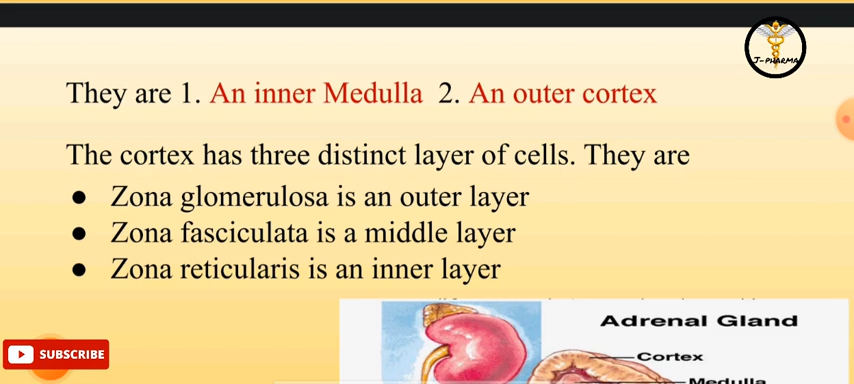 J-PHARMA
They are 1. An inner Medulla 2. An outer cortex
The cortex has three distinct layer of cells. They are
● Zona glomerulosa is an outer layer
● Zona fasciculata is a middle layer
● Zona reticularis is an inner layer
Adrenal Gland
Cortex
Medulla
SUBSCRIBE